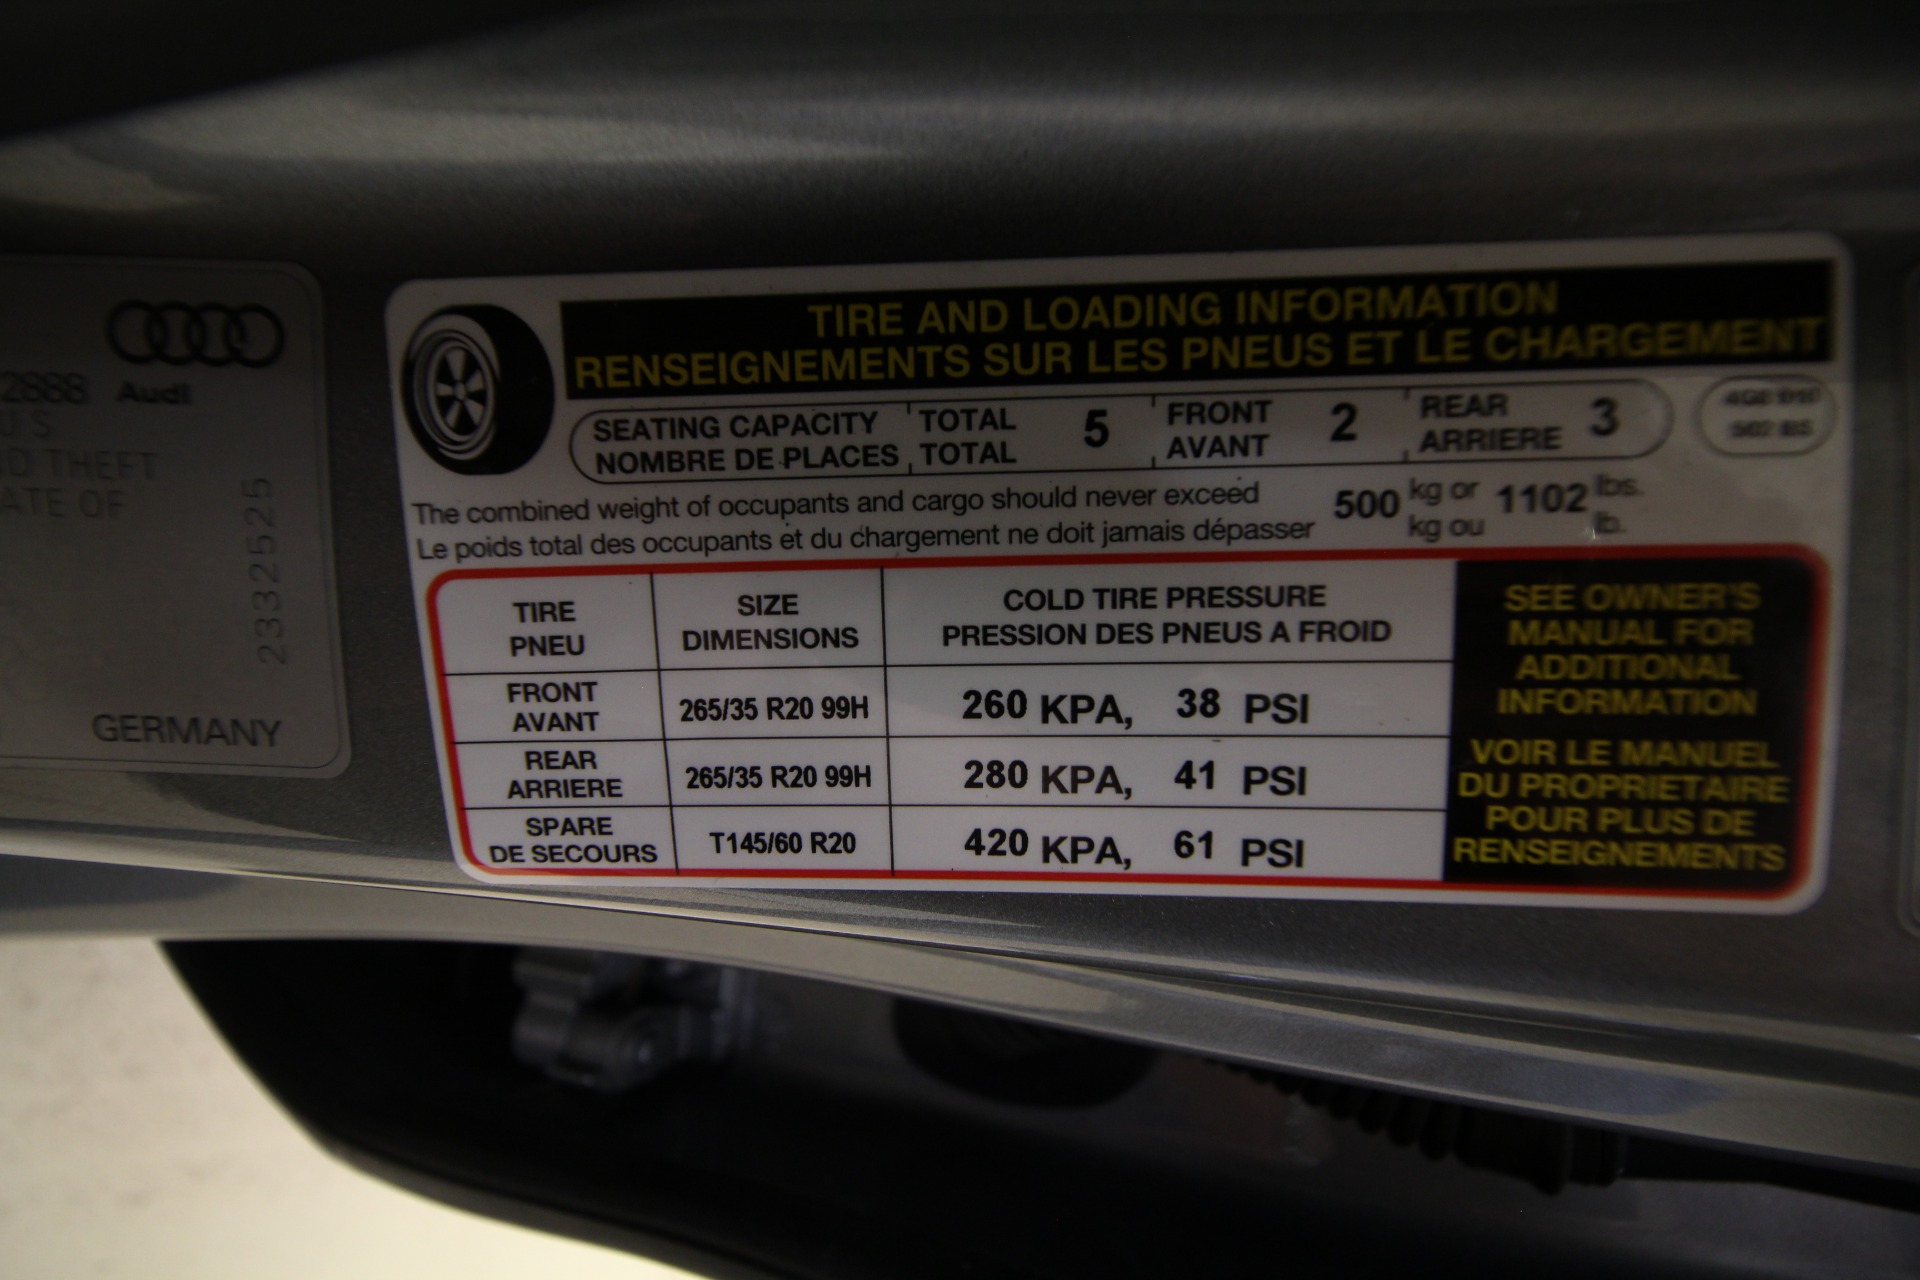 2888 Audi
U S
ND THEFT
ATE OF
2332525
GERMANY
TIRE AND LOADING INFORMATION
RENSEIGNEMENTS SUR LES PNEUS ET LE CHARGEMENT
SEATING CAPACITY TOTAL 5 FRONT 2 REAR 3
NOMBRE DE PLACES TOTAL AVANT ARRIERE
The combined weight of occupants and cargo should never exceed 500 kg or 1102 lbs.
Le poids total des occupants et du chargement ne doit jamais dépasser kg ou lb.
TIRE SIZE COLD TIRE PRESSURE
PNEU DIMENSIONS PRESSION DES PNEUS A FROID
FRONT 265/35 R20 99H 260 KPA, 38 PSI
AVANT
REAR 265/35 R20 99H 280 KPA, 41 PSI
ARRIERE
SPARE T145/60 R20 420 KPA, 61 PSI
DE SECOURS
SEE OWNER'S
MANUAL FOR
ADDITIONAL
INFORMATION
VOIR LE MANUEL
DU PROPRIETAIRE
POUR PLUS DE
RENSEIGNEMENTS